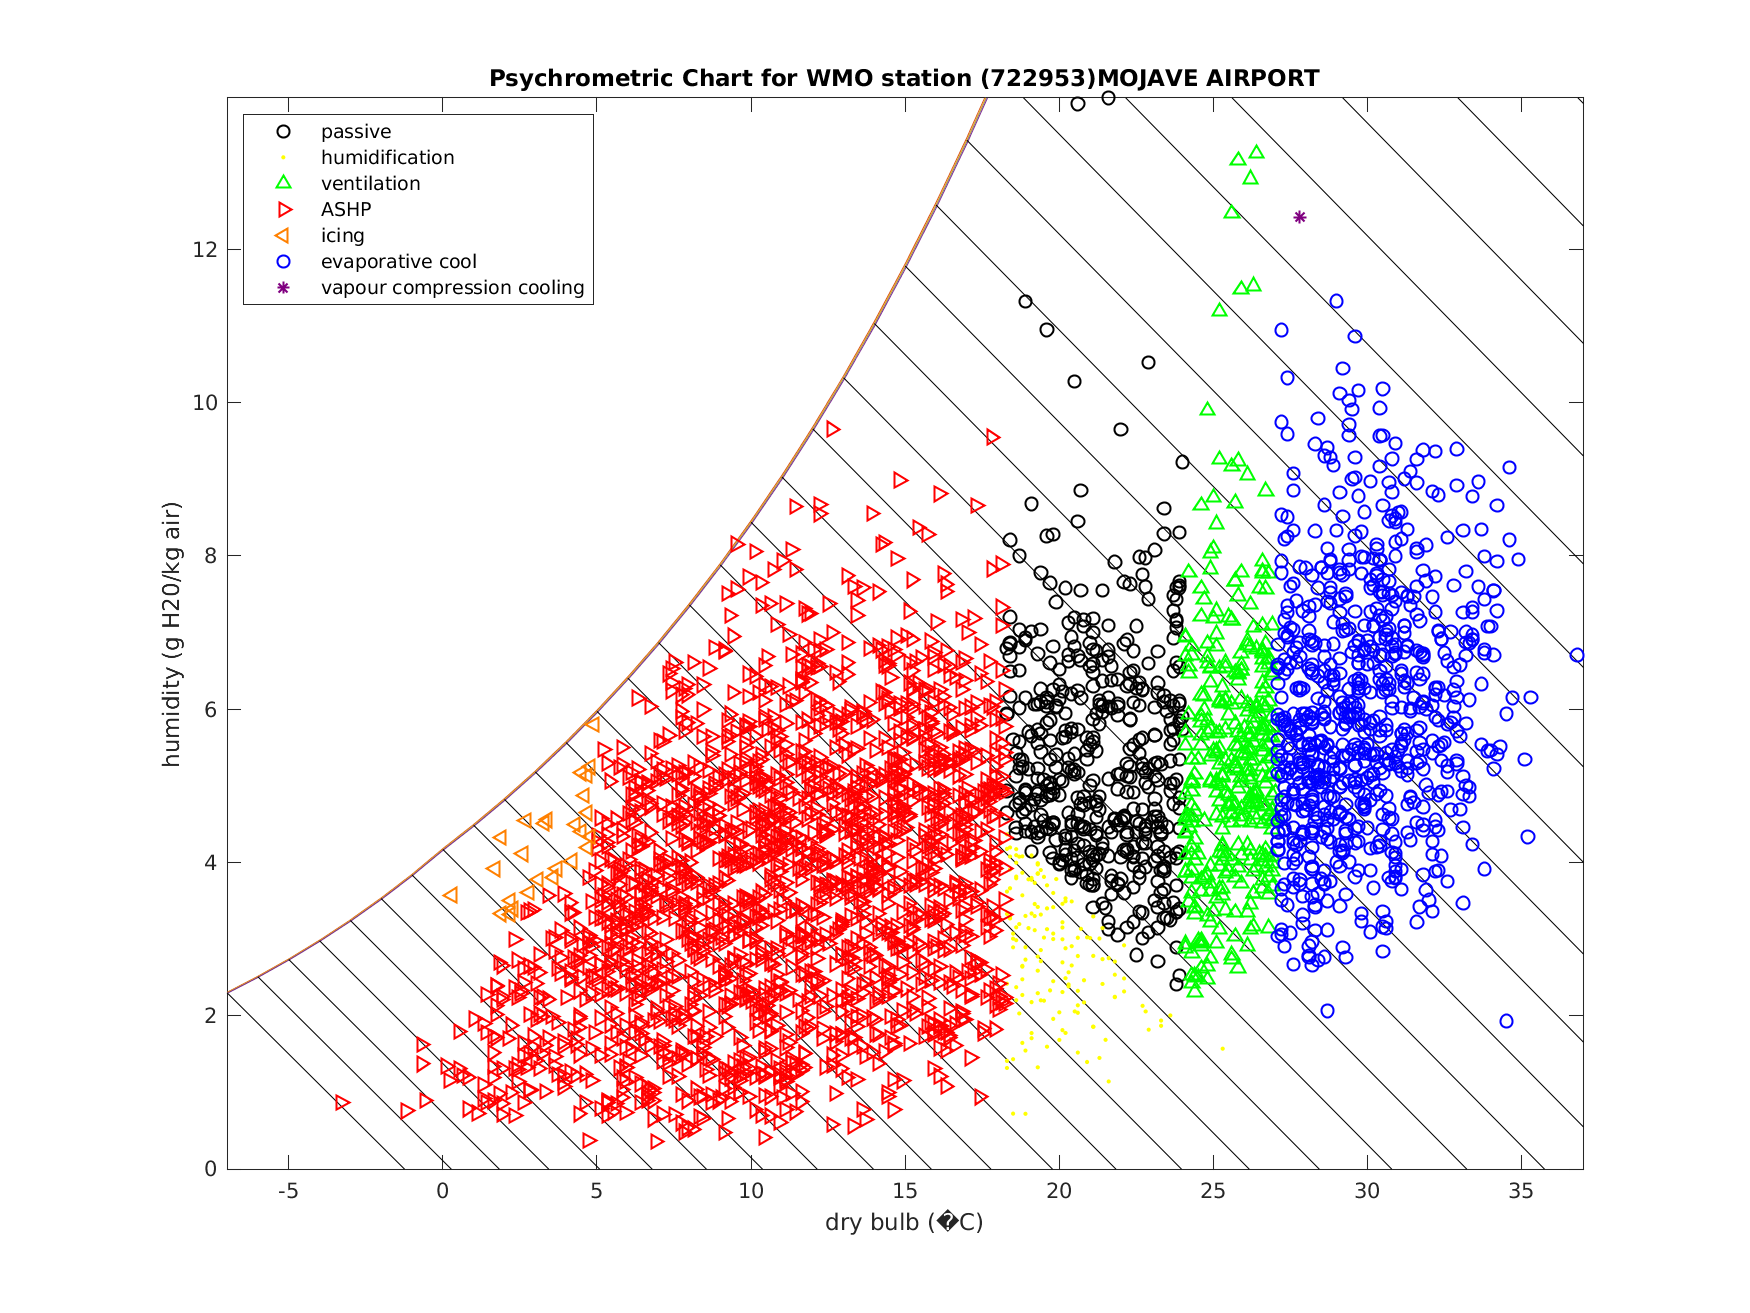 Psychrometric Chart for WMO station (722953)MOJAVE AIRPORT
passive
humidification
ventilation
ASHP
icing
evaporative cool
vapour compression cooling
humidity (g H20/kg air)
12
10
8
6
4
2
0
-5 0 5 10 15 20 25 30 35
dry bulb (�C)